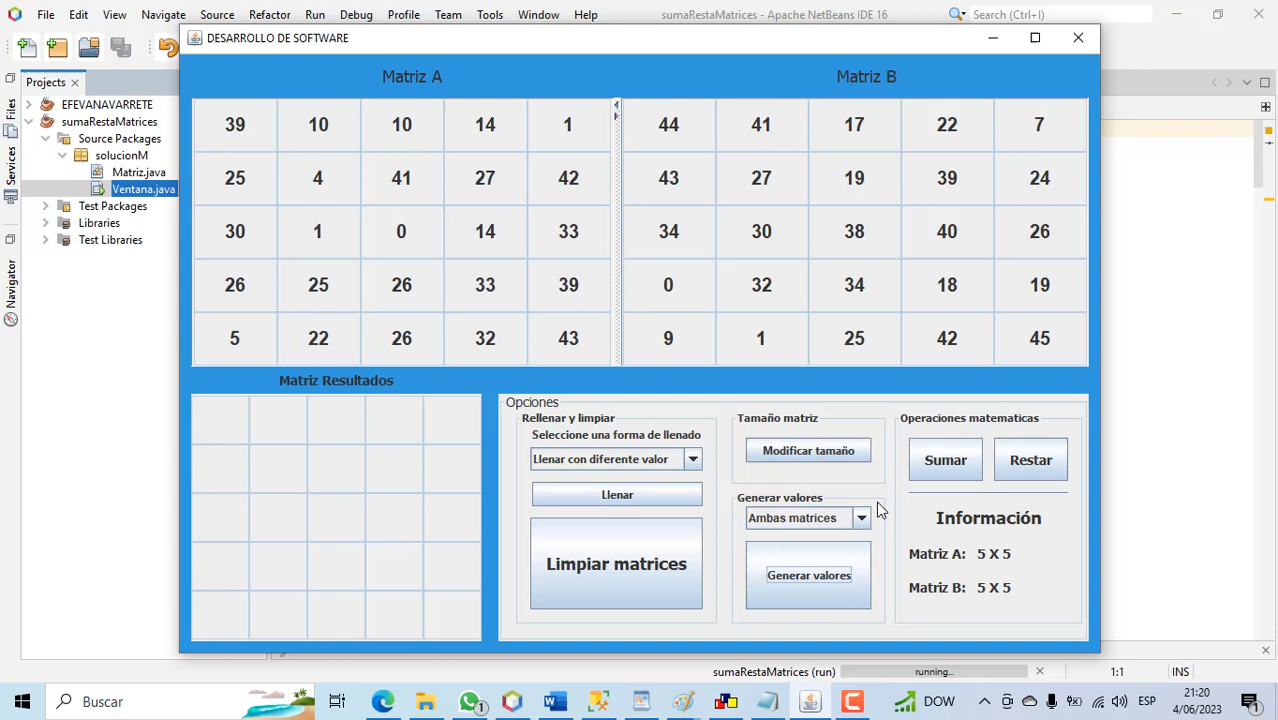 File Edit View Navigate Source Refactor Run Debug Profile Team Tools Window Help sumaRestaMatrices - Apache NetBeans IDE 16 Search (Ctrl+I)
DESARROLLO DE SOFTWARE
Projects
Files
Services
Navigator
EFEVANAVARRETE
sumaRestaMatrices
Source Packages
solucionM
Matriz.java
Ventana.java
Test Packages
Libraries
Test Libraries
Matriz A
39 10 10 14 1
25 4 41 27 42
30 1 0 14 33
26 25 26 33 39
5 22 26 32 43
Matriz B
44 41 17 22 7
43 27 19 39 24
34 30 38 40 26
0 32 34 18 19
9 1 25 42 45
Matriz Resultados
Opciones
Rellenar y limpiar
Seleccione una forma de llenado
Llenar con diferente valor
Llenar
Limpiar matrices
Tamaño matriz
Modificar tamaño
Generar valores
Ambas matrices
Generar valores
Operaciones matematicas
Sumar Restar
Información
Matriz A: 5 X 5
Matriz B: 5 X 5
sumaRestaMatrices (run) running... 1:1 INS
Buscar
1
DOW
ESP
21:20
4/06/2023
1